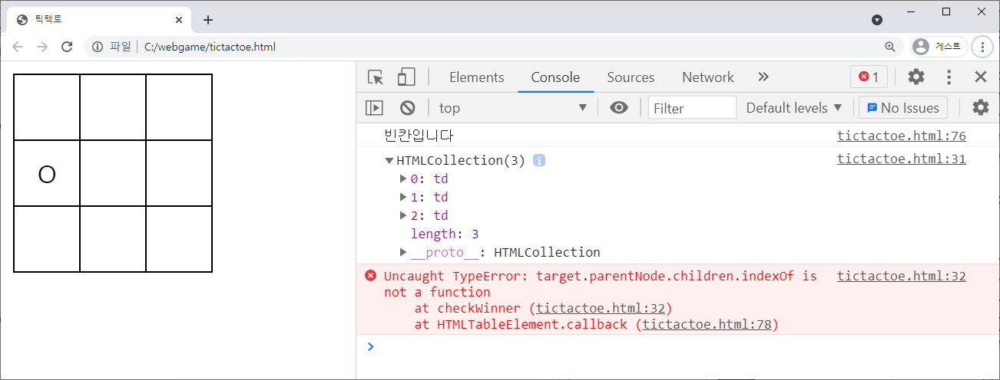 틱택토
파일 C:/webgame/tictactoe.html
게스트
O
Elements Console Sources Network 1
top Filter Default levels No Issues
빈칸입니다 tictactoe.html:76
HTMLCollection(3) i tictactoe.html:31
0: td
1: td
2: td
length: 3
__proto__: HTMLCollection
Uncaught TypeError: target.parentNode.children.indexOf is tictactoe.html:32
not a function
at checkWinner (tictactoe.html:32)
at HTMLTableElement.callback (tictactoe.html:78)